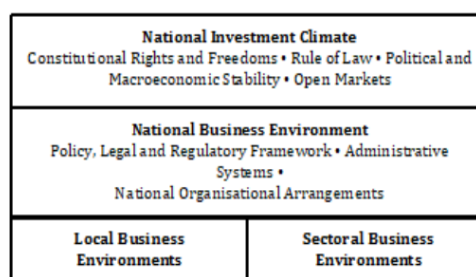 National Investment Climate
Constitutional Rights and Freedoms • Rule of Law • Political and
Macroeconomic Stability • Open Markets
National Business Environment
Policy, Legal and Regulatory Framework • Administrative
Systems •
National Organisational Arrangements
Local Business
Environments
Sectoral Business
Environments